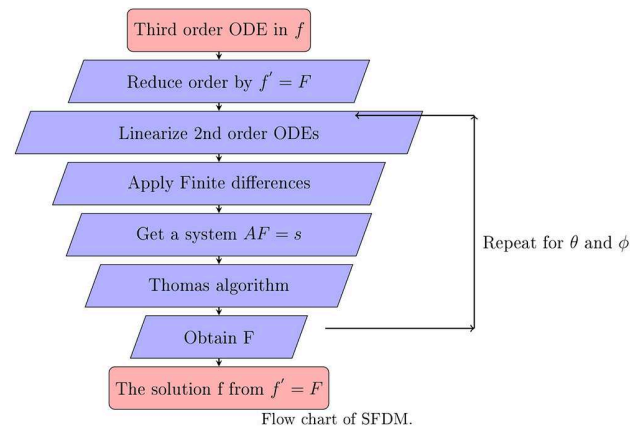 Third order ODE in f
Reduce order by f' = F
Linearize 2nd order ODEs
Apply Finite differences
Get a system AF = s
Repeat for θ and ϕ
Thomas algorithm
Obtain F
The solution f from f' = F
Flow chart of SFDM.